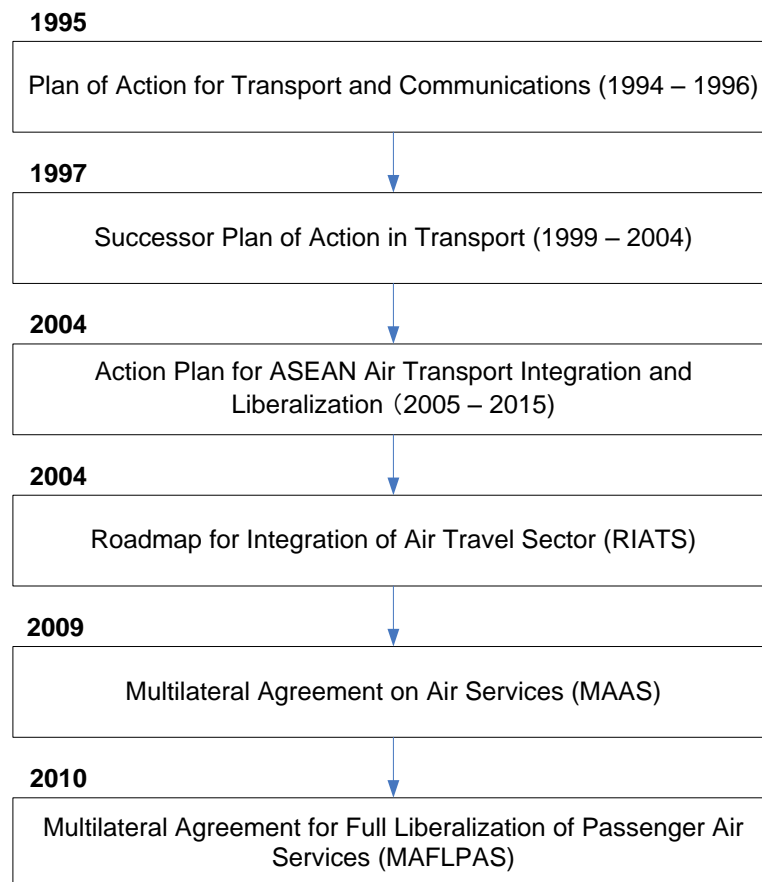 1995
Plan of Action for Transport and Communications (1994 – 1996)
1997
Successor Plan of Action in Transport (1999 – 2004)
2004
Action Plan for ASEAN Air Transport Integration and
Liberalization（2005 – 2015)
2004
Roadmap for Integration of Air Travel Sector (RIATS)
2009
Multilateral Agreement on Air Services (MAAS)
2010
Multilateral Agreement for Full Liberalization of Passenger Air
Services (MAFLPAS)